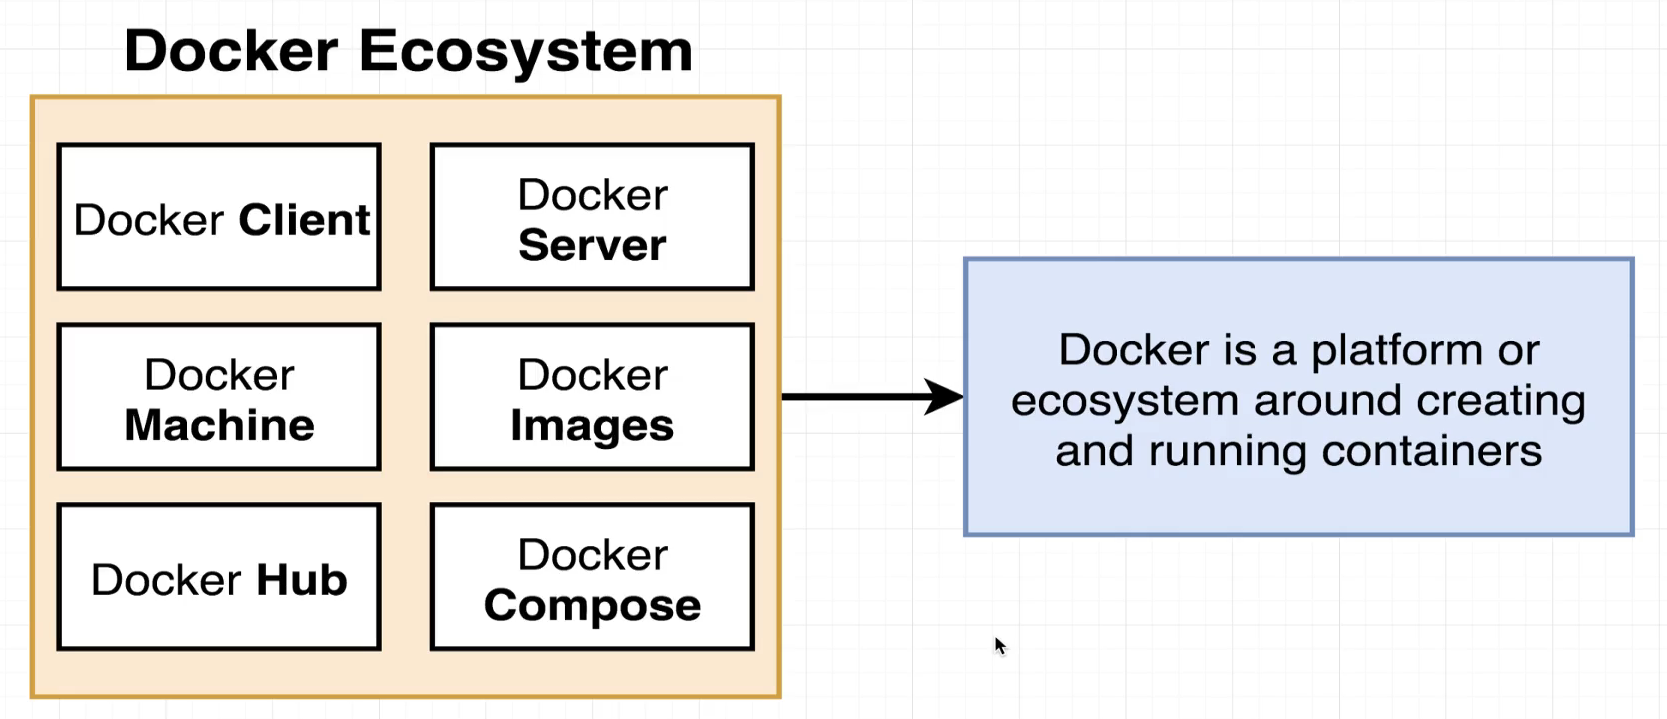 Docker Ecosystem
Docker Client
Docker
Server
Docker
Machine
Docker
Images
Docker Hub
Docker
Compose
Docker is a platform or
ecosystem around creating
and running containers